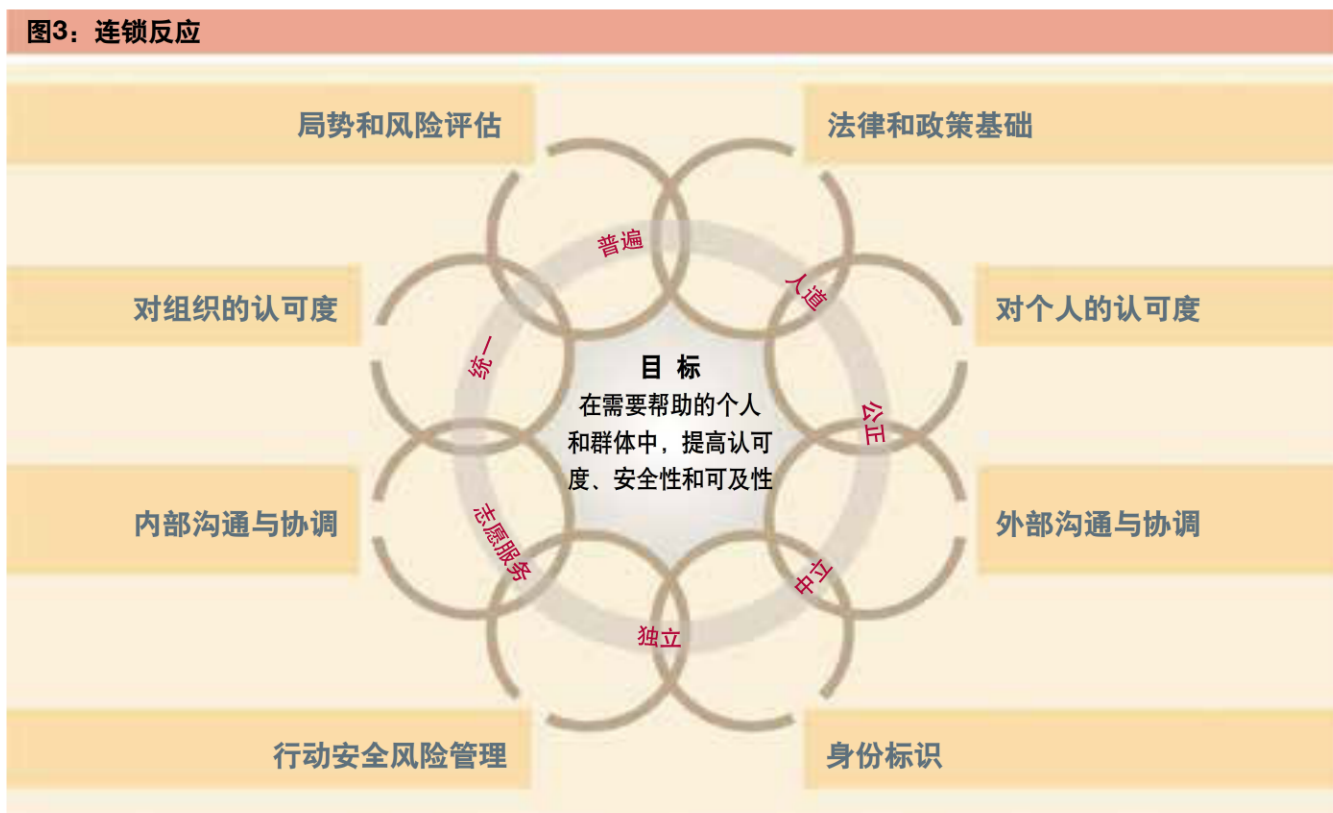 图3：连锁反应
局势和风险评估
法律和政策基础
普遍
人道
对组织的认可度
对个人的认可度
统一
目 标
在需要帮助的个人
和群体中，提高认可
度、安全性和可及性
公正
内部沟通与协调
外部沟通与协调
志愿服务
中立
独立
行动安全风险管理
身份标识